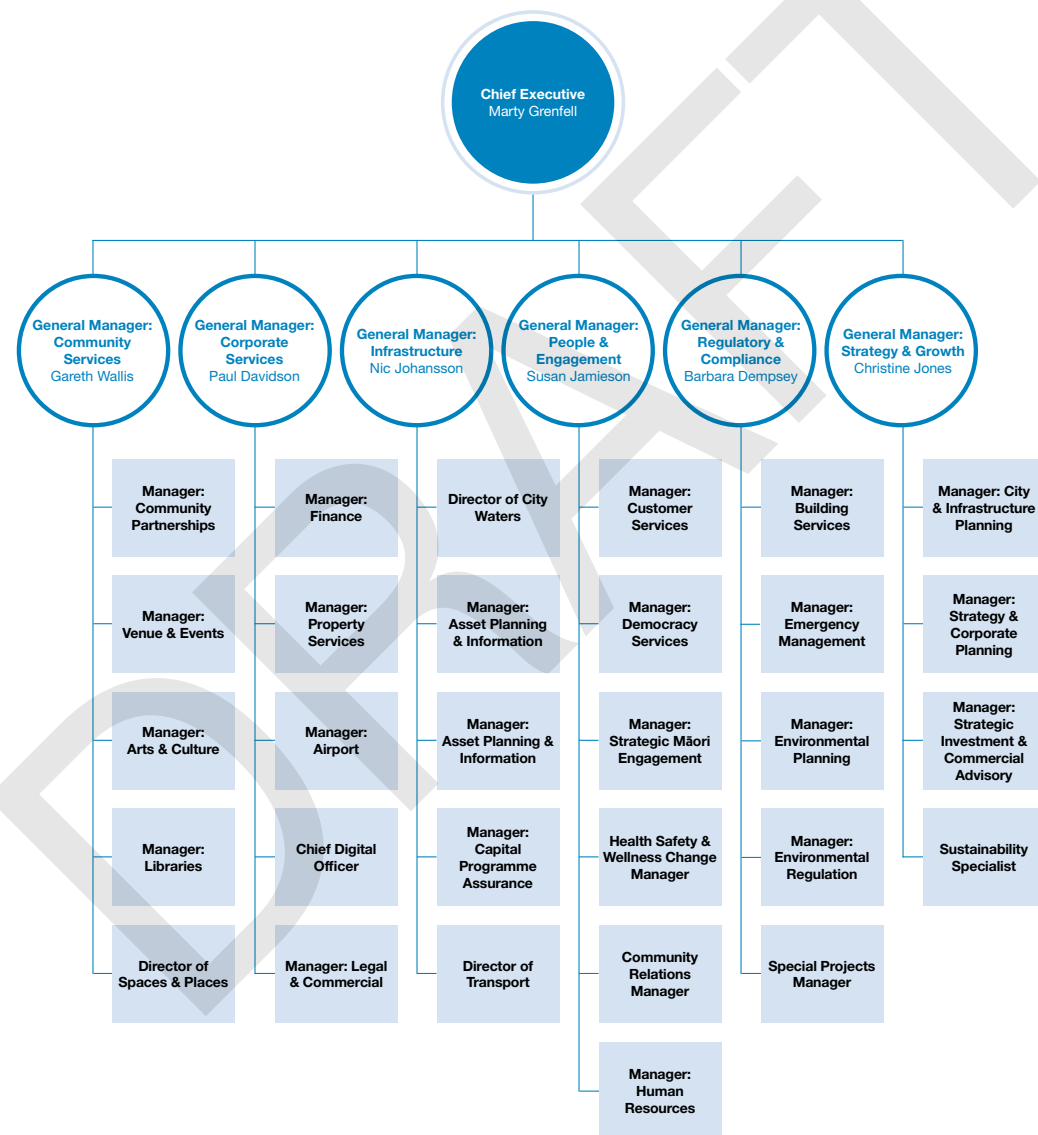 Chief Executive
Marty Grenfell
General Manager:
Community
Services
Gareth Wallis
General Manager:
Corporate
Services
Paul Davidson
General Manager:
Infrastructure
Nic Johansson
General Manager:
People &
Engagement
Susan Jamieson
General Manager:
Regulatory &
Compliance
Barbara Dempsey
General Manager:
Strategy & Growth
Christine Jones
Manager:
Community
Partnerships
Manager:
Venue & Events
Manager:
Arts & Culture
Manager:
Libraries
Director of
Spaces & Places
Manager:
Finance
Manager:
Property
Services
Manager:
Airport
Chief Digital
Officer
Manager: Legal
& Commercial
Director of City
Waters
Manager:
Asset Planning
& Information
Manager:
Asset Planning &
Information
Manager:
Capital
Programme
Assurance
Director of
Transport
Manager:
Customer
Services
Manager:
Democracy
Services
Manager:
Strategic Māori
Engagement
Health Safety &
Wellness Change
Manager
Community
Relations
Manager
Manager:
Human
Resources
Manager:
Building
Services
Manager:
Emergency
Management
Manager:
Environmental
Planning
Manager:
Environmental
Regulation
Special Projects
Manager
Manager: City
& Infrastructure
Planning
Manager:
Strategy &
Corporate
Planning
Manager:
Strategic
Investment &
Commercial
Advisory
Sustainability
Specialist
DRAFT